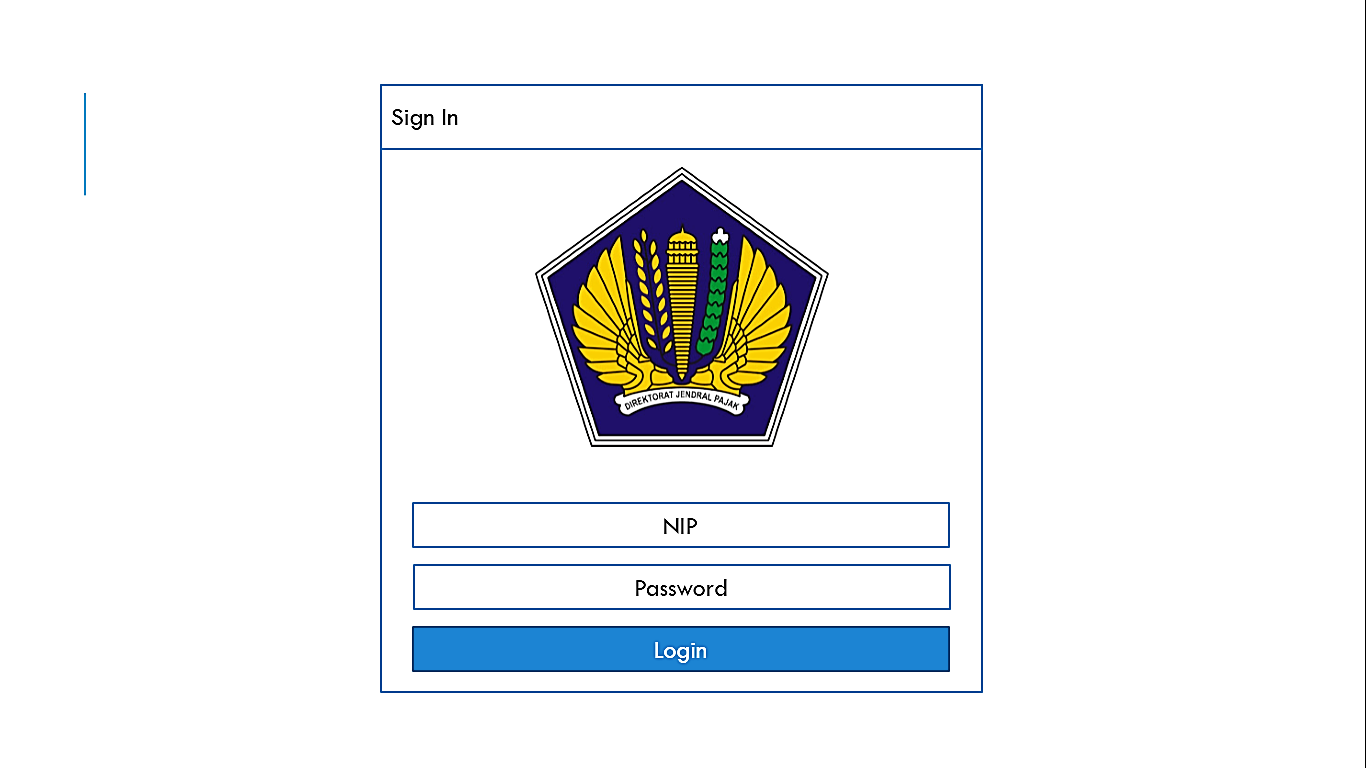 Sign In
DIREKTORAT JENDRAL PAJAK
NIP
Password
Login